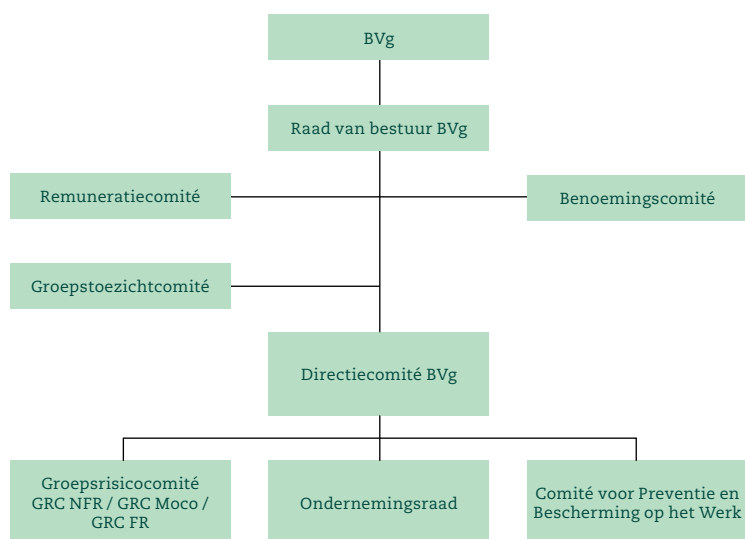 BVg
Raad van bestuur BVg
Remuneratiecomité
Benoemingscomité
Groepstoezichtcomité
Directiecomité BVg
Groepsrisicocomité
GRC NFR / GRC Moco /
GRC FR
Ondernemingsraad
Comité voor Preventie en
Bescherming op het Werk